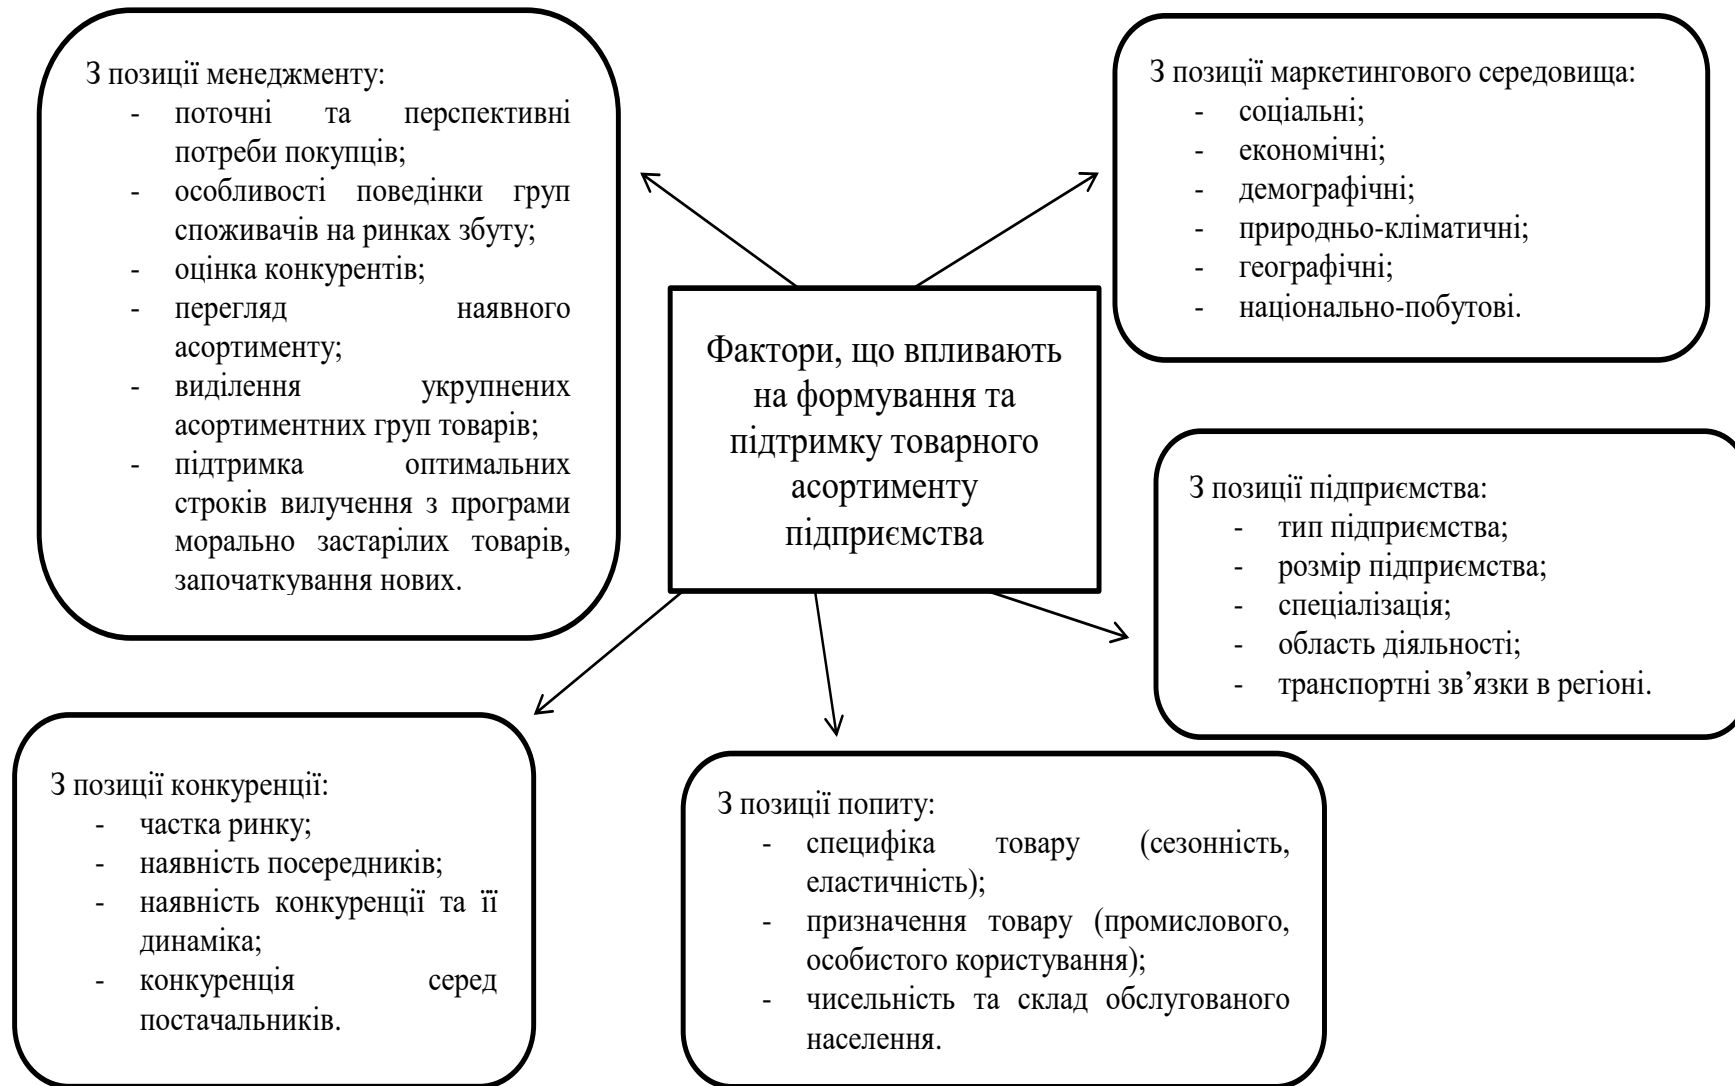 З позиції менеджменту:
- поточні та перспективні
потреби покупців;
- особливості поведінки груп
споживачів на ринках збуту;
- оцінка конкурентів;
- перегляд наявного
асортименту;
- виділення укрупнених
асортиментних груп товарів;
- підтримка оптимальних
строків вилучення з програми
морально застарілих товарів,
започаткування нових.
З позиції маркетингового середовища:
- соціальні;
- економічні;
- демографічні;
- природньо-кліматичні;
- географічні;
- національно-побутові.
Фактори, що впливають
на формування та
підтримку товарного
асортименту
підприємства
З позиції підприємства:
- тип підприємства;
- розмір підприємства;
- спеціалізація;
- область діяльності;
- транспортні зв’язки в регіоні.
З позиції конкуренції:
- частка ринку;
- наявність посередників;
- наявність конкуренції та її
динаміка;
- конкуренція серед
постачальників.
З позиції попиту:
- специфіка товару (сезонність,
еластичність);
- призначення товару (промислового,
особистого користування);
- чисельність та склад обслугованого
населення.